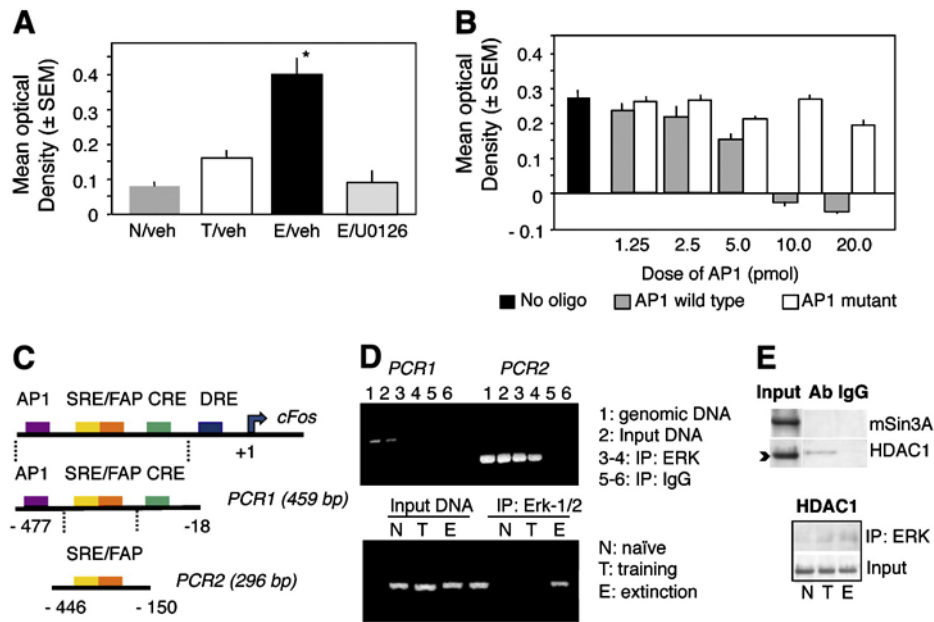 A
Mean optical
Density (± SEM)
0.4
0.3
0.2
0.1
0
*
N/veh T/veh E/veh E/U0126
B
Mean optical
Density (± SEM)
0.4
0.3
0.2
0.1
0
- 0.1
1.25 2.5 5.0 10.0 20.0
Dose of AP1 (pmol)
No oligo AP1 wild type AP1 mutant
C
AP1 SRE/FAP CRE DRE
cFos
+1
AP1 SRE/FAP CRE
PCR1 (459 bp)
- 477 -18
SRE/FAP
PCR2 (296 bp)
- 446 - 150
D
PCR1 PCR2
1 2 3 4 5 6 1 2 3 4 5 6
1: genomic DNA
2: Input DNA
3-4: IP: ERK
5-6: IP: IgG
Input DNA IP: Erk-1/2
N T E N T E
N: naïve
T: training
E: extinction
E
Input Ab IgG
mSin3A
HDAC1
HDAC1
IP: ERK
Input
N T E